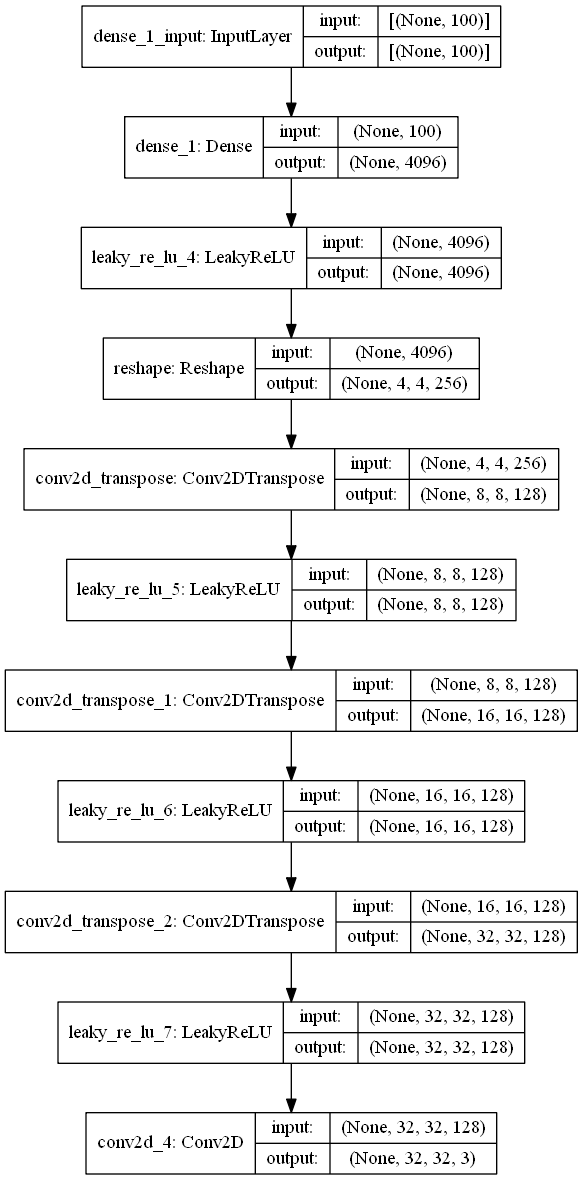 dense_1_input: InputLayer
input: [(None, 100)]
output: [(None, 100)]
dense_1: Dense
input: (None, 100)
output: (None, 4096)
leaky_re_lu_4: LeakyReLU
input: (None, 4096)
output: (None, 4096)
reshape: Reshape
input: (None, 4096)
output: (None, 4, 4, 256)
conv2d_transpose: Conv2DTranspose
input: (None, 4, 4, 256)
output: (None, 8, 8, 128)
leaky_re_lu_5: LeakyReLU
input: (None, 8, 8, 128)
output: (None, 8, 8, 128)
conv2d_transpose_1: Conv2DTranspose
input: (None, 8, 8, 128)
output: (None, 16, 16, 128)
leaky_re_lu_6: LeakyReLU
input: (None, 16, 16, 128)
output: (None, 16, 16, 128)
conv2d_transpose_2: Conv2DTranspose
input: (None, 16, 16, 128)
output: (None, 32, 32, 128)
leaky_re_lu_7: LeakyReLU
input: (None, 32, 32, 128)
output: (None, 32, 32, 128)
conv2d_4: Conv2D
input: (None, 32, 32, 128)
output: (None, 32, 32, 3)